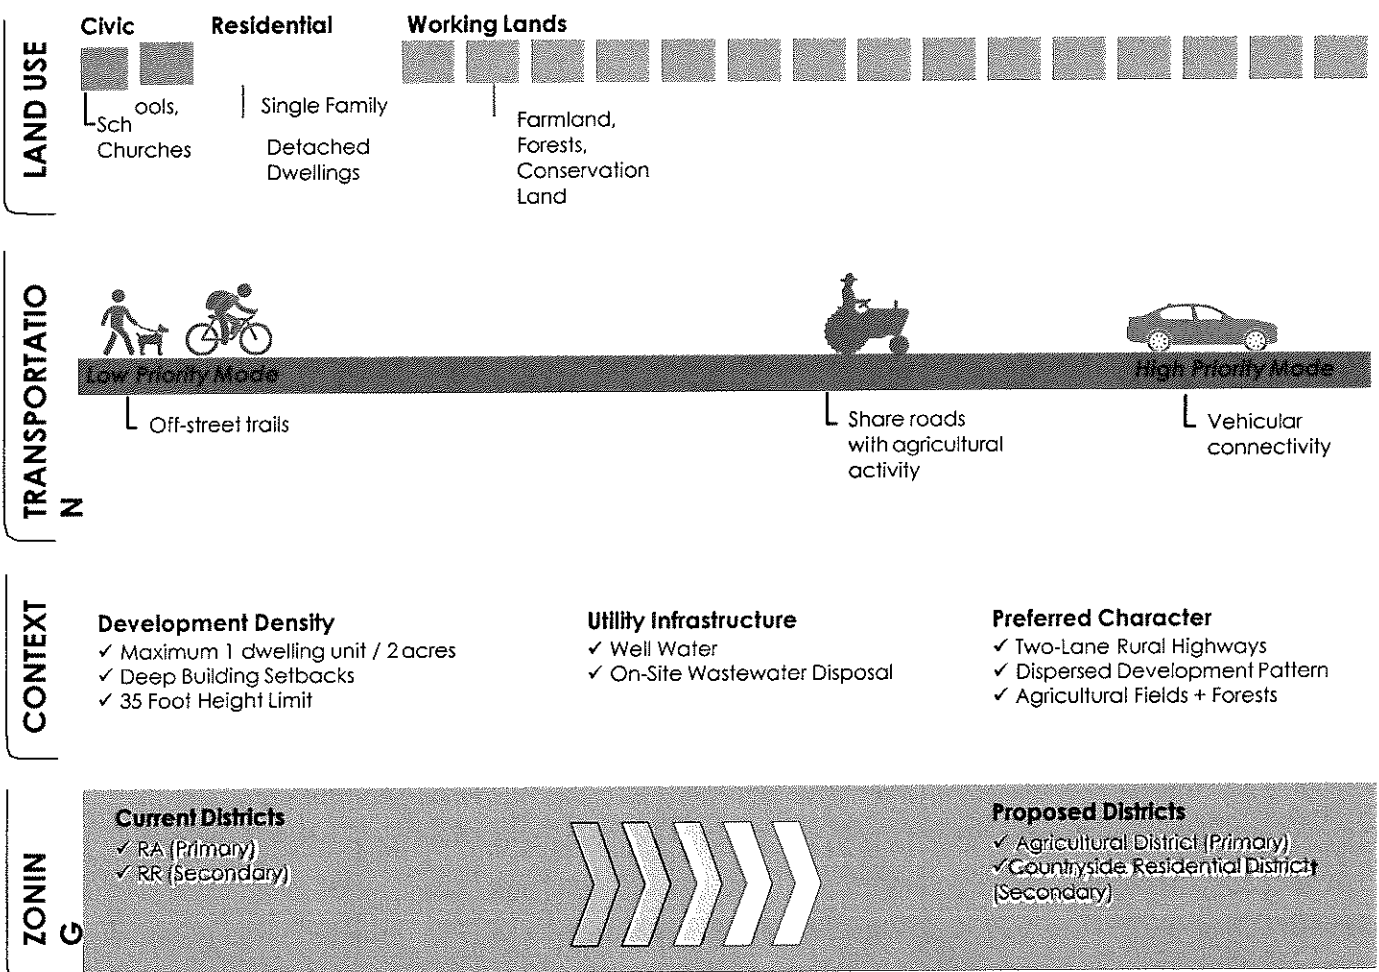 LAND USE
Civic
Residential
Working Lands
Sch ools,
Churches
Single Family
Detached
Dwellings
Farmland,
Forests,
Conservation
Land
TRANSPORTATIO
N
Low Priority Mode
High Priority Mode
Off-street trails
Share roads
with agricultural
activity
Vehicular
connectivity
CONTEXT
Development Density
✓ Maximum 1 dwelling unit / 2 acres
✓ Deep Building Setbacks
✓ 35 Foot Height Limit
Utility Infrastructure
✓ Well Water
✓ On-Site Wastewater Disposal
Preferred Character
✓ Two-Lane Rural Highways
✓ Dispersed Development Pattern
✓ Agricultural Fields + Forests
ZONIN
G
Current Districts
✓ RA (Primary)
✓ RR (Secondary)
Proposed Districts
✓ Agricultural District (Primary)
✓Countryside Residential District†
(Secondary)